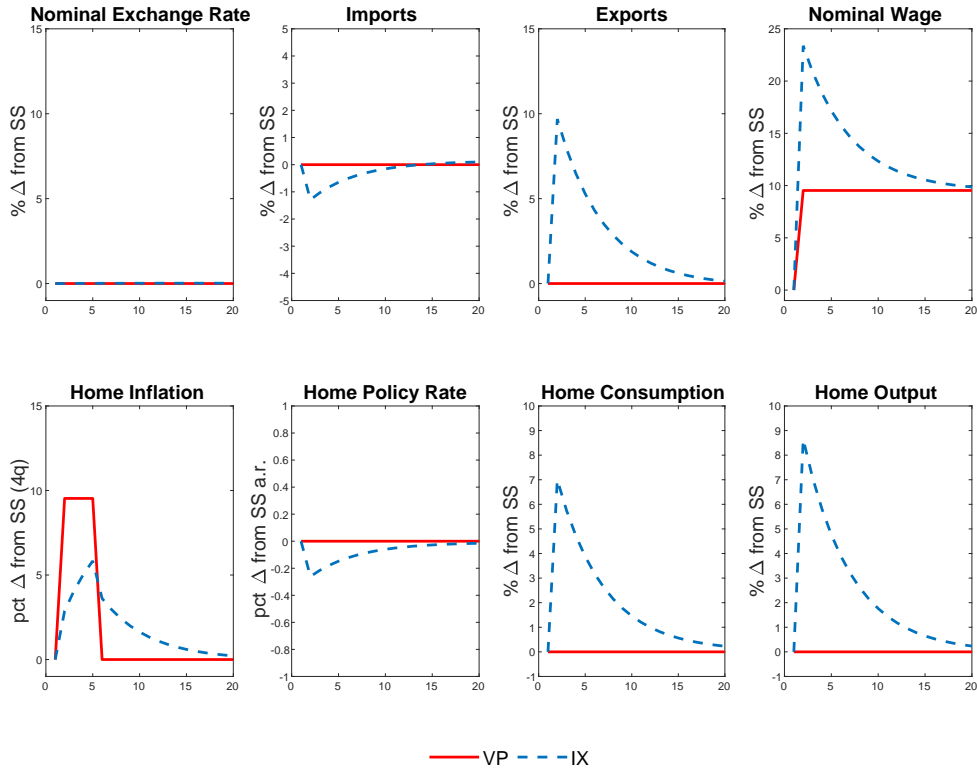 Nominal Exchange Rate
Imports
Exports
Nominal Wage
% Δ from SS
15
10
5
0
0 5 10 15 20
% Δ from SS
5
4
3
2
1
0
-1
-2
-3
-4
-5
0 5 10 15 20
% Δ from SS
15
10
5
0
0 5 10 15 20
% Δ from SS
25
20
15
10
5
0
0 5 10 15 20
Home Inflation
Home Policy Rate
Home Consumption
Home Output
pct Δ from SS (4q)
15
10
5
0
0 5 10 15 20
pct Δ from SS a.r.
1
0.8
0.6
0.4
0.2
0
-0.2
-0.4
-0.6
-0.8
-1
0 5 10 15 20
% Δ from SS
10
9
8
7
6
5
4
3
2
1
0
-1
0 5 10 15 20
% Δ from SS
10
9
8
7
6
5
4
3
2
1
0
-1
0 5 10 15 20
VP IX